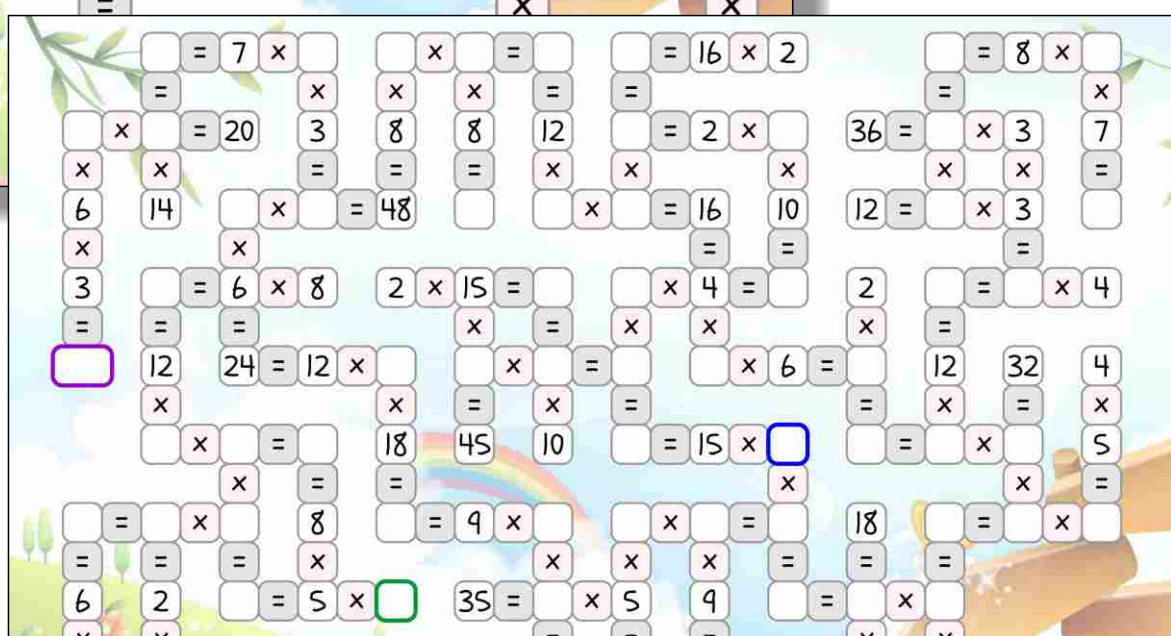 = × ×
= 7 × × = = 16 × 2 = 8 ×
= × × × = = = ×
× = 20 3 8 8 12 = 2 × 36 = × 3 7
× × = = = × × × × × =
6 14 × = 48 × = 16 10 12 = × 3
× × = = =
3 = 6 × 8 2 × 15 = × 4 = 2 = × 4
= = = × = × × × =
12 24 = 12 × × = × 6 = 12 32 4
× × = × = = × = ×
× = 18 45 10 = 15 × = × 5
× = = × × =
= × 8 = 9 × × = 18 = ×
= = = × × × × = = =
6 2 = 5 × 35 = × 5 9 = ×
× × = = = × ×